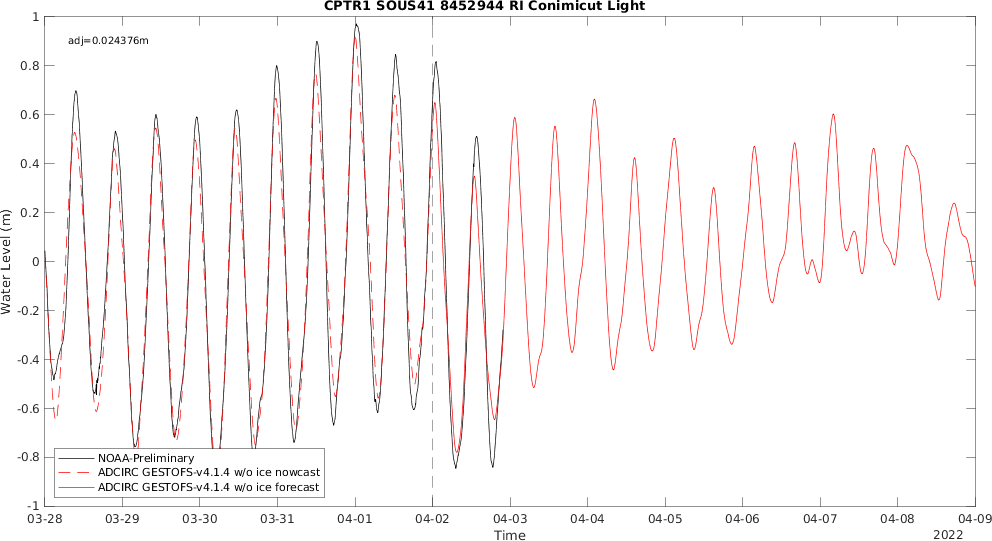 CPTR1 SOUS41 8452944 RI Conimicut Light
adj=0.024376m
Water Level (m)
1
0.8
0.6
0.4
0.2
0
-0.2
-0.4
-0.6
-0.8
-1
NOAA-Preliminary
ADCIRC GESTOFS-v4.1.4 w/o ice nowcast
ADCIRC GESTOFS-v4.1.4 w/o ice forecast
03-28 03-29 03-30 03-31 04-01 04-02 04-03 04-04 04-05 04-06 04-07 04-08 04-09
Time
2022